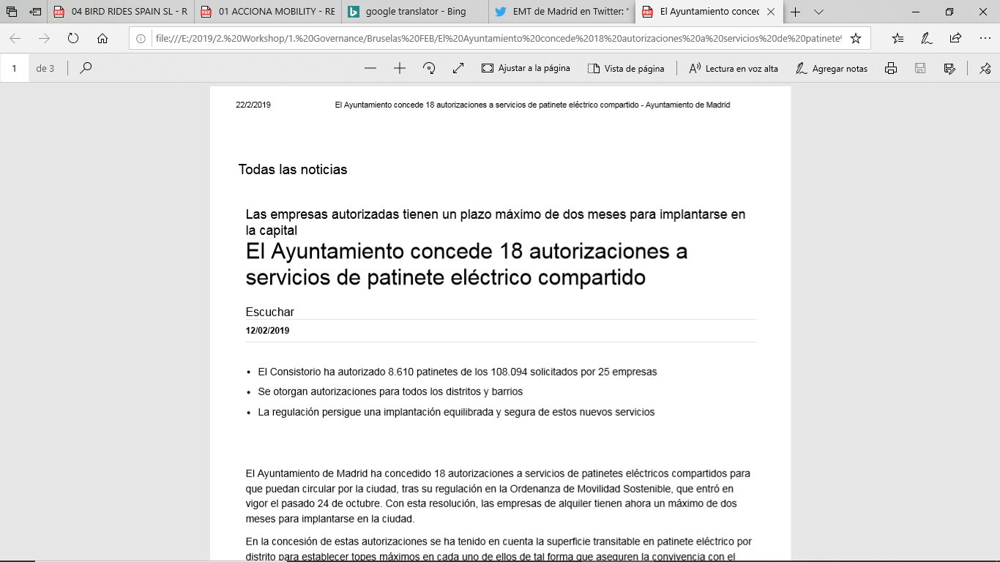 04 BIRD RIDES SPAIN SL - R
01 ACCIONA MOBILITY - RE
google translator - Bing
EMT de Madrid en Twitter: "
El Ayuntamiento conced
file:///E:/2019/2.%20Workshop/1.%20Governance/Bruselas%20FEB/El%20Ayuntamiento%20concede%2018%20autorizaciones%20a%20servicios%20de%20patinete%
1 de 3
Ajustar a la página
Vista de página
Lectura en voz alta
Agregar notas
22/2/2019
El Ayuntamiento concede 18 autorizaciones a servicios de patinete eléctrico compartido - Ayuntamiento de Madrid
Todas las noticias
Las empresas autorizadas tienen un plazo máximo de dos meses para implantarse en
la capital
El Ayuntamiento concede 18 autorizaciones a
servicios de patinete eléctrico compartido
Escuchar
12/02/2019
• El Consistorio ha autorizado 8.610 patinetes de los 108.094 solicitados por 25 empresas
• Se otorgan autorizaciones para todos los distritos y barrios
• La regulación persigue una implantación equilibrada y segura de estos nuevos servicios
El Ayuntamiento de Madrid ha concedido 18 autorizaciones a servicios de patinetes eléctricos compartidos para
que puedan circular por la ciudad, tras su regulación en la Ordenanza de Movilidad Sostenible, que entró en
vigor el pasado 24 de octubre. Con esta resolución, las empresas de alquiler tienen ahora un máximo de dos
meses para implantarse en la ciudad.
En la concesión de estas autorizaciones se ha tenido en cuenta la superficie transitable en patinete eléctrico por
distrito para establecer topes máximos en cada uno de ellos de tal forma que aseguren la convivencia con el